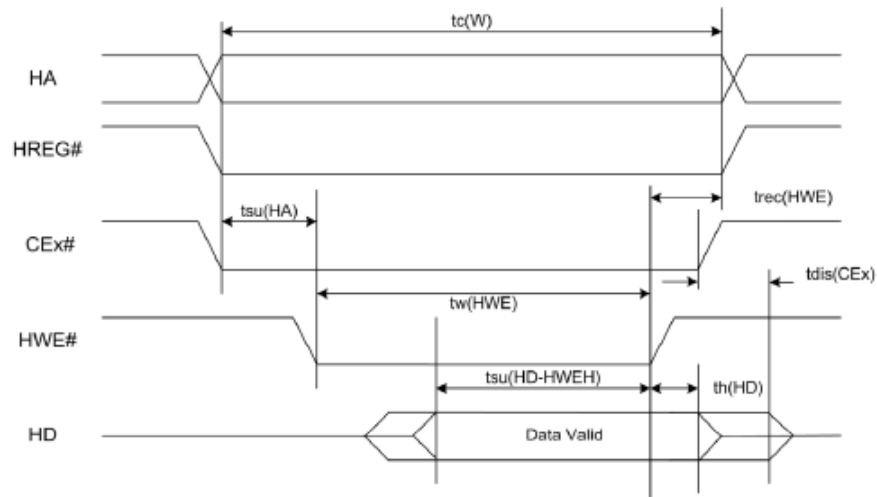 tc(W)
HA
HREG#
tsu(HA)
trec(HWE)
CEx#
tdis(CEx)
tw(HWE)
HWE#
tsu(HD-HWEH)
th(HD)
HD
Data Valid